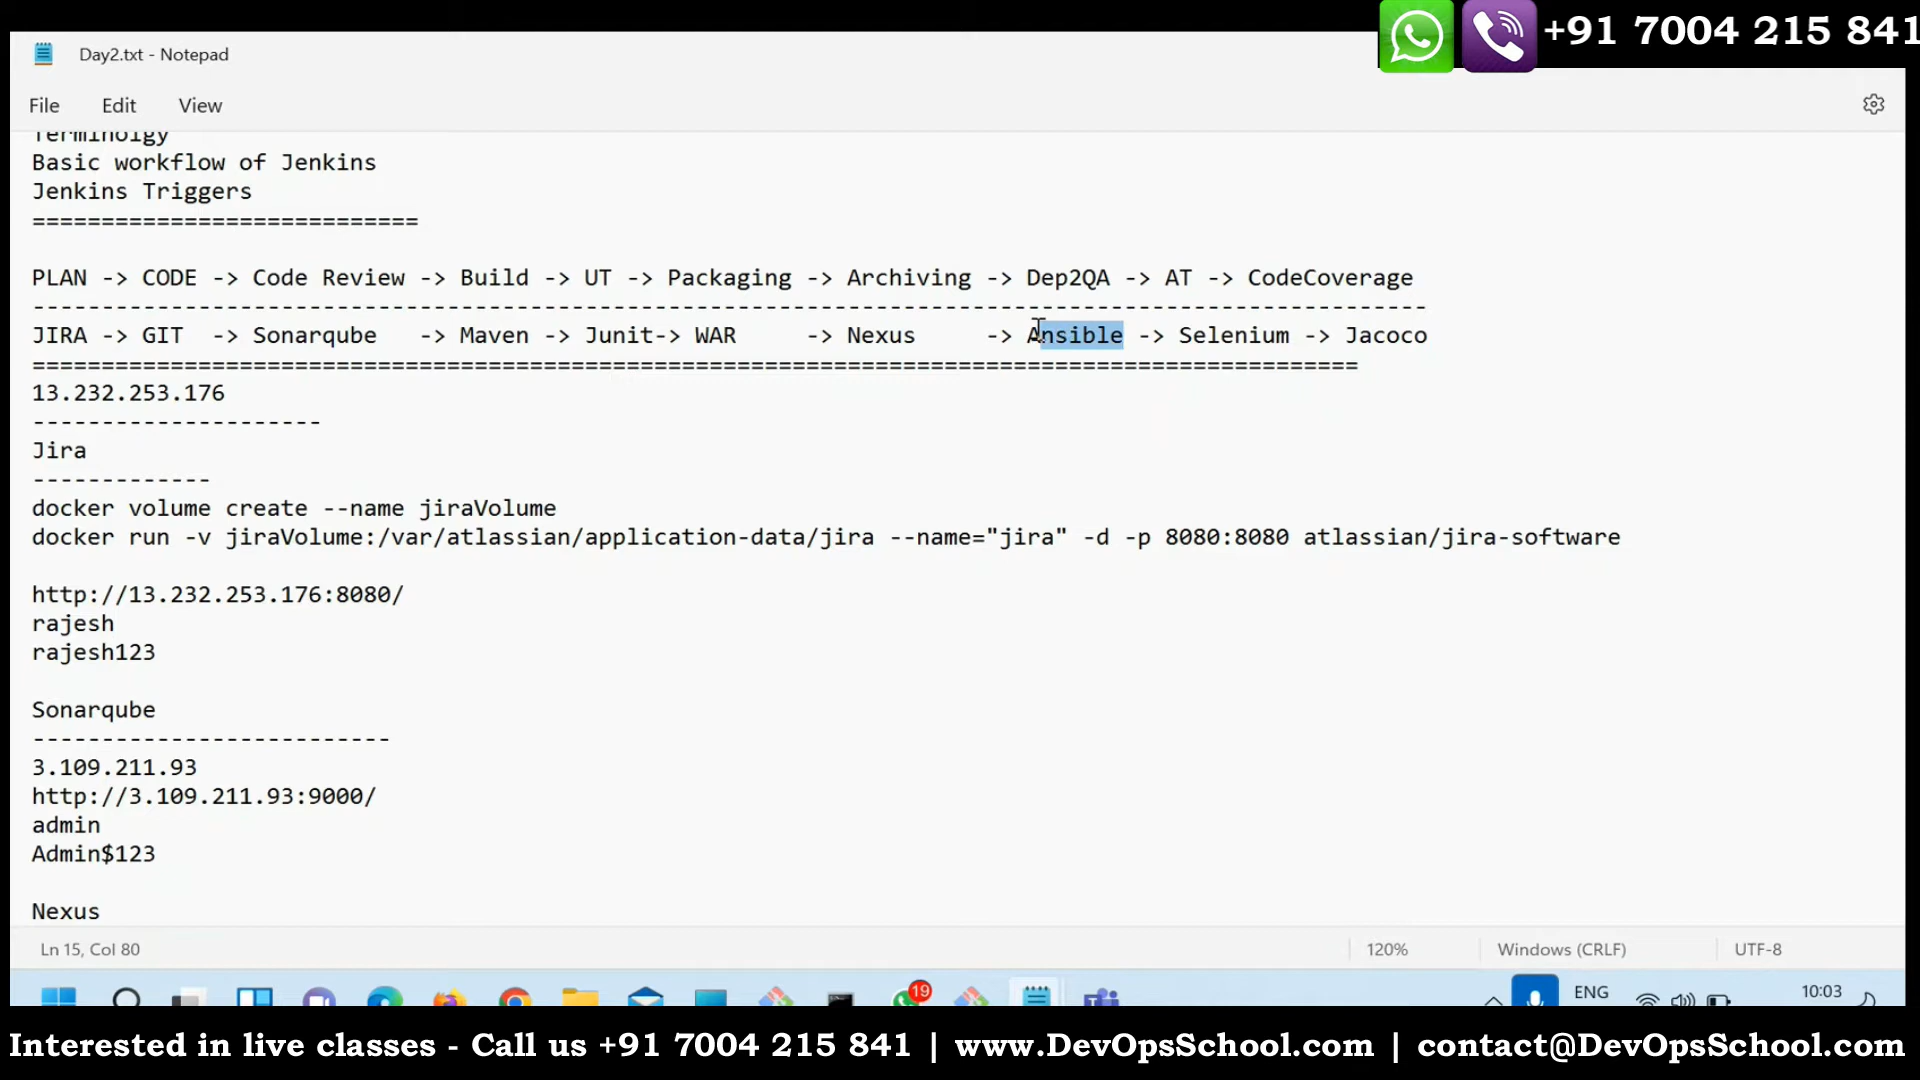 +91 7004 215 841
Day2.txt - Notepad
File Edit View
Terminolgy
Basic workflow of Jenkins
Jenkins Triggers
============================
PLAN -> CODE -> Code Review -> Build -> UT -> Packaging -> Archiving -> Dep2QA -> AT -> CodeCoverage
-----------------------------------------------------------------------------------------------------
JIRA -> GIT  -> Sonarqube   -> Maven -> Junit-> WAR     -> Nexus     -> Ansible -> Selenium -> Jacoco
================================================================================================
13.232.253.176
---------------------
Jira
-------------
docker volume create --name jiraVolume
docker run -v jiraVolume:/var/atlassian/application-data/jira --name="jira" -d -p 8080:8080 atlassian/jira-software
http://13.232.253.176:8080/
rajesh
rajesh123
Sonarqube
--------------------------
3.109.211.93
http://3.109.211.93:9000/
admin
Admin$123
Nexus
Ln 15, Col 80 120% Windows (CRLF) UTF-8
19 ENG 10:03
Interested in live classes - Call us +91 7004 215 841 | www.DevOpsSchool.com | contact@DevOpsSchool.com